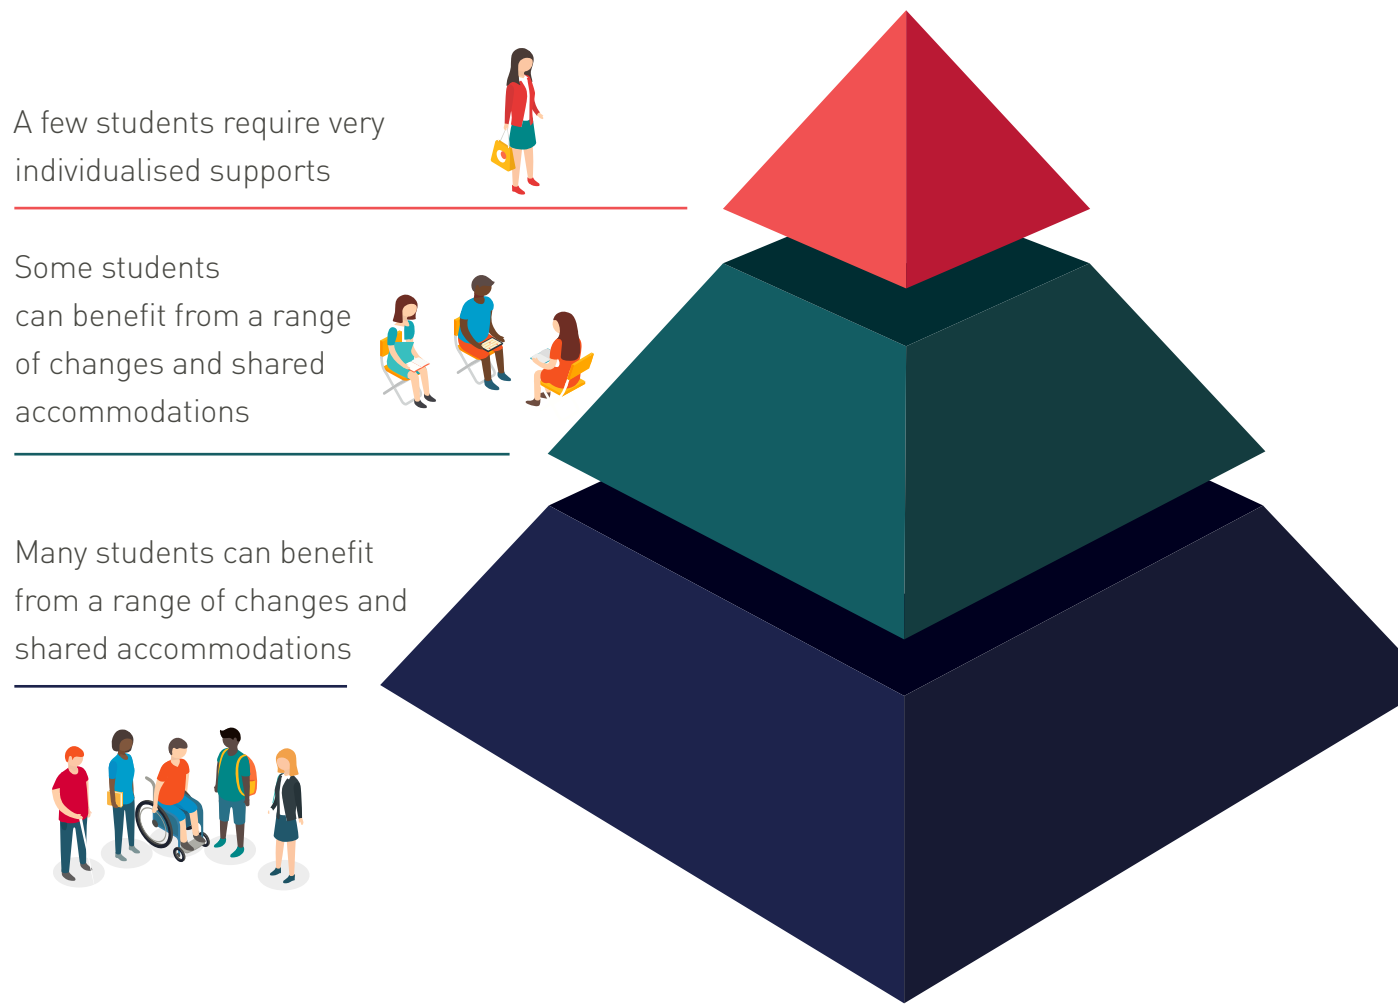 A few students require very
individualised supports
Some students
can benefit from a range
of changes and shared
accommodations
Many students can benefit
from a range of changes and
shared accommodations